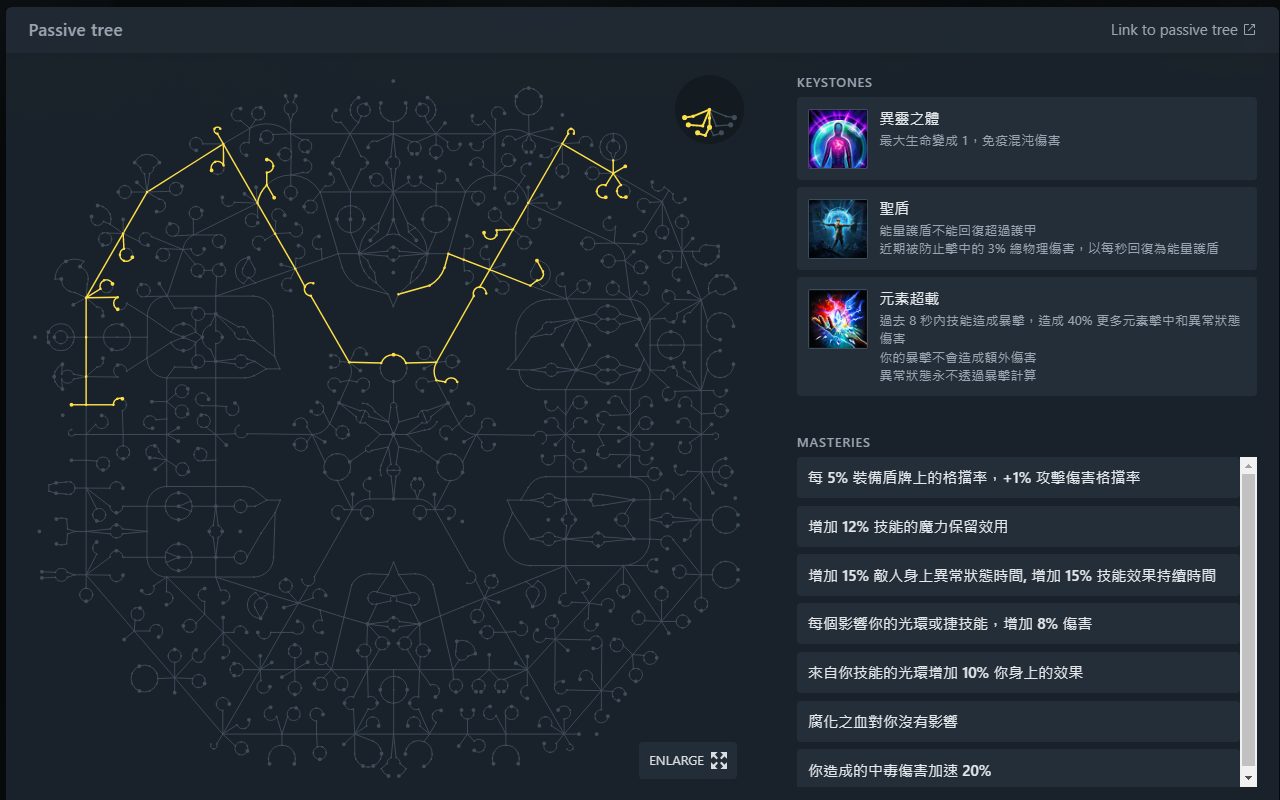 Passive tree
Link to passive tree
KEYSTONES
異靈之體
最大生命變成 1，免疫混沌傷害
聖盾
能量護盾不能回復超過護甲
近期被防止擊中的 3% 總物理傷害，以每秒回復為能量護盾
元素超載
過去 8 秒內技能造成暴擊，造成 40% 更多元素擊中和異常狀態
傷害
你的暴擊不會造成額外傷害
異常狀態永不透過暴擊計算
MASTERIES
每 5% 裝備盾牌上的格擋率，+1% 攻擊傷害格擋率
增加 12% 技能的魔力保留效用
增加 15% 敵人身上異常狀態時間, 增加 15% 技能效果持續時間
每個影響你的光環或捷技能，增加 8% 傷害
來自你技能的光環增加 10% 你身上的效果
腐化之血對你沒有影響
你造成的中毒傷害加速 20%
ENLARGE